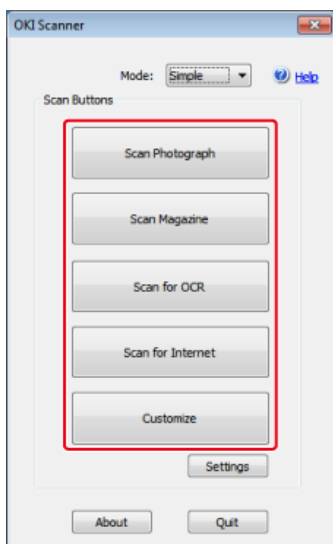 OKI Scanner
Mode: Simple Help
Scan Buttons
Scan Photograph
Scan Magazine
Scan for OCR
Scan for Internet
Customize
Settings
About Quit